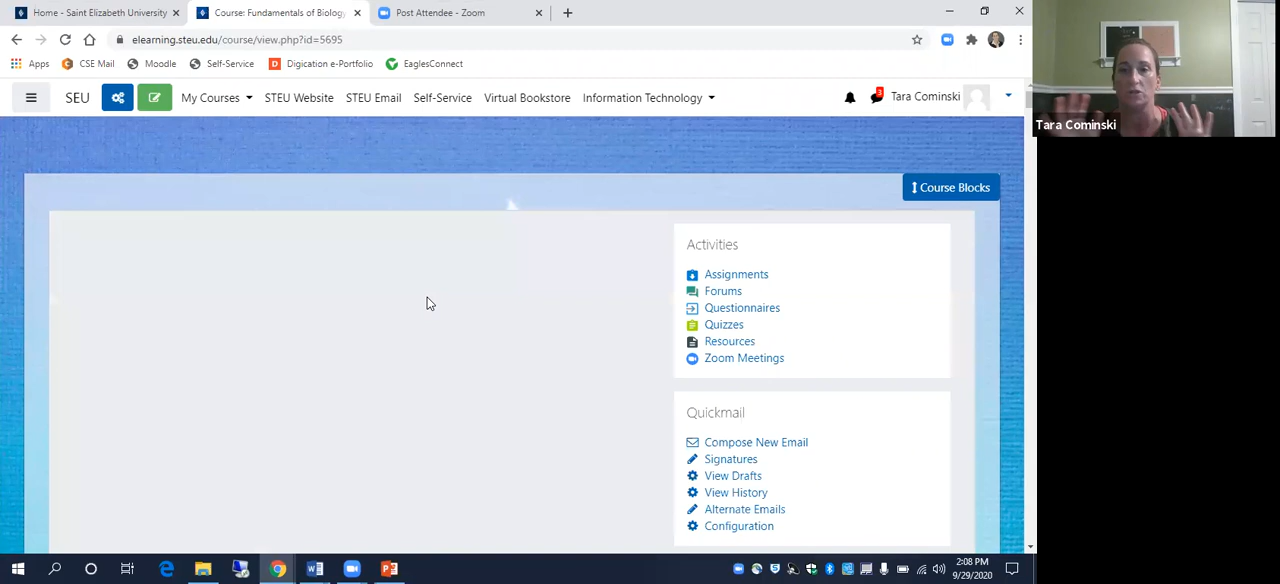 Home - Saint Elizabeth University
Course: Fundamentals of Biology
Post Attendee - Zoom
elearning.steu.edu/course/view.php?id=5695
Apps CSE Mail Moodle Self-Service Digication e-Portfolio EaglesConnect
SEU My Courses STEU Website STEU Email Self-Service Virtual Bookstore Information Technology 3 Tara Cominski
Tara Cominski
Course Blocks
Activities
Assignments
Forums
Questionnaires
Quizzes
Resources
Zoom Meetings
Quickmail
Compose New Email
Signatures
View Drafts
View History
Alternate Emails
Configuration
2:08 PM
9/29/2020